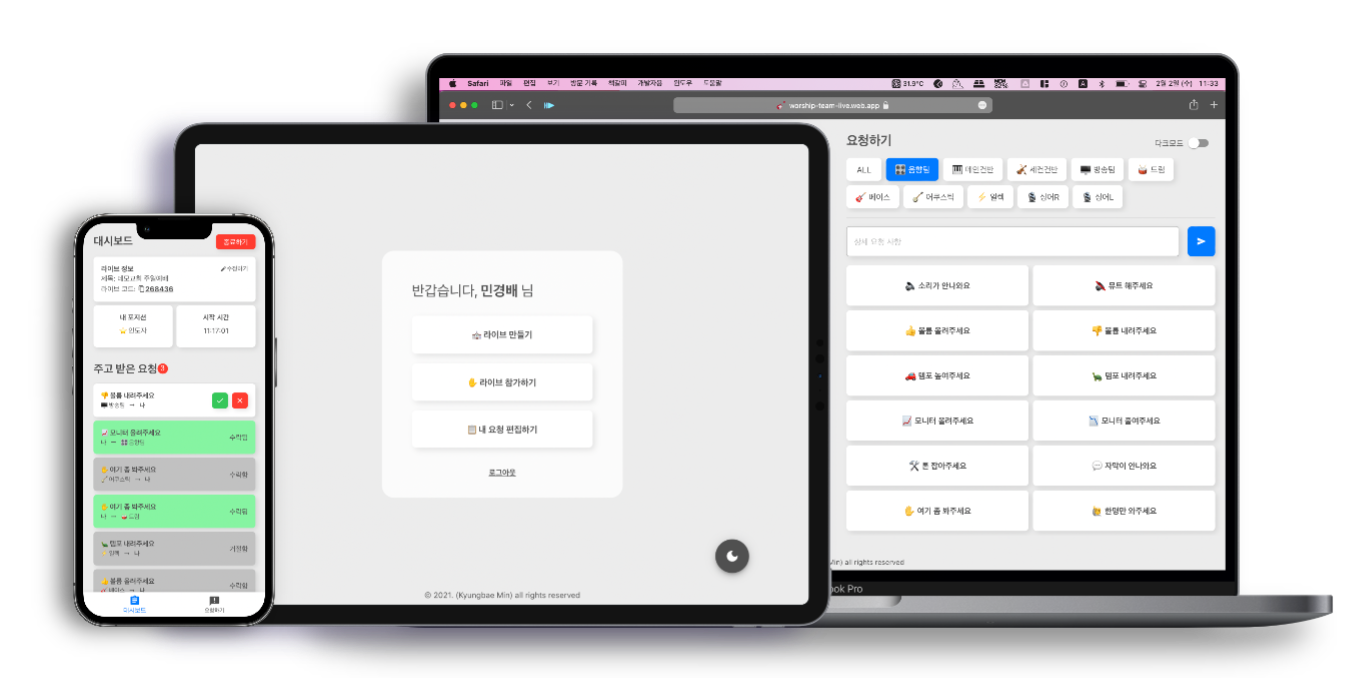 Safari 파일 편집 보기 방문 기록 책갈피 개발자용 윈도우 도움말
31.9°C 2월 2일 (수) 11:33
worship-team-live.web.app
요청하기
다크모드
ALL 음향팀 메인건반 세컨건반 방송팀 드럼
베이스 어쿠스틱 일렉 싱어R 싱어L
상세 요청 사항
소리가 안나와요 뮤트 해주세요
볼륨 올려주세요 볼륨 내려주세요
템포 높여주세요 템포 내려주세요
모니터 올려주세요 모니터 줄여주세요
톤 잡아주세요 자막이 안나와요
여기 좀 봐주세요 한명만 와주세요
Min) all rights reserved
ook Pro
반갑습니다, 민경배 님
라이브 만들기
라이브 참가하기
내 요청 편집하기
로그아웃
© 2021. (Kyungbae Min) all rights reserved
대시보드 종료하기
라이브 정보 수정하기
제목: 데모교회 주일예배
라이브 코드: 268436
내 포지션 시작 시간
인도자 11:17:01
주고 받은 요청
볼륨 내려주세요
방송팀 → 나
모니터 올려주세요 수락됨
나 → 음향팀
여기 좀 봐주세요 수락함
어쿠스틱 → 나
여기 좀 봐주세요 수락됨
나 → 드럼
템포 내려주세요 거절함
일렉 → 나
볼륨 올려주세요 수락함
베이스 → 나
대시보드 요청하기